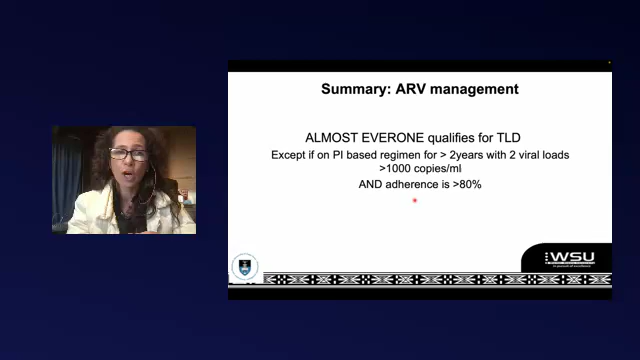 Summary: ARV management
ALMOST EVERONE qualifies for TLD
Except if on PI based regimen for > 2years with 2 viral loads
>1000 copies/ml
AND adherence is >80%
WSU